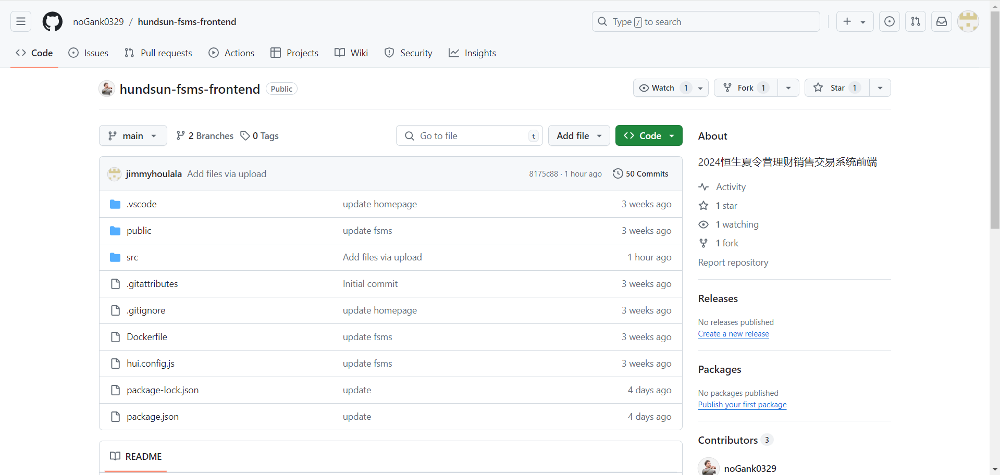 noGank0329 / hundsun-fsms-frontend
Type / to search
Code Issues Pull requests Actions Projects Wiki Security Insights
hundsun-fsms-frontend Public
Watch 1 Fork 1 Star 1
main 2 Branches 0 Tags
Go to file t
Add file
Code
jimmyhoulala Add files via upload 8175c88 · 1 hour ago 50 Commits
.vscode update homepage 3 weeks ago
public update fsms 3 weeks ago
src Add files via upload 1 hour ago
.gitattributes Initial commit 3 weeks ago
.gitignore update homepage 3 weeks ago
Dockerfile update fsms 3 weeks ago
hui.config.js update fsms 3 weeks ago
package-lock.json update 4 days ago
package.json update 4 days ago
README
About
2024恒生夏令营理财销售交易系统前端
Activity
1 star
1 watching
1 fork
Report repository
Releases
No releases published
Create a new release
Packages
No packages published
Publish your first package
Contributors 3
noGank0329